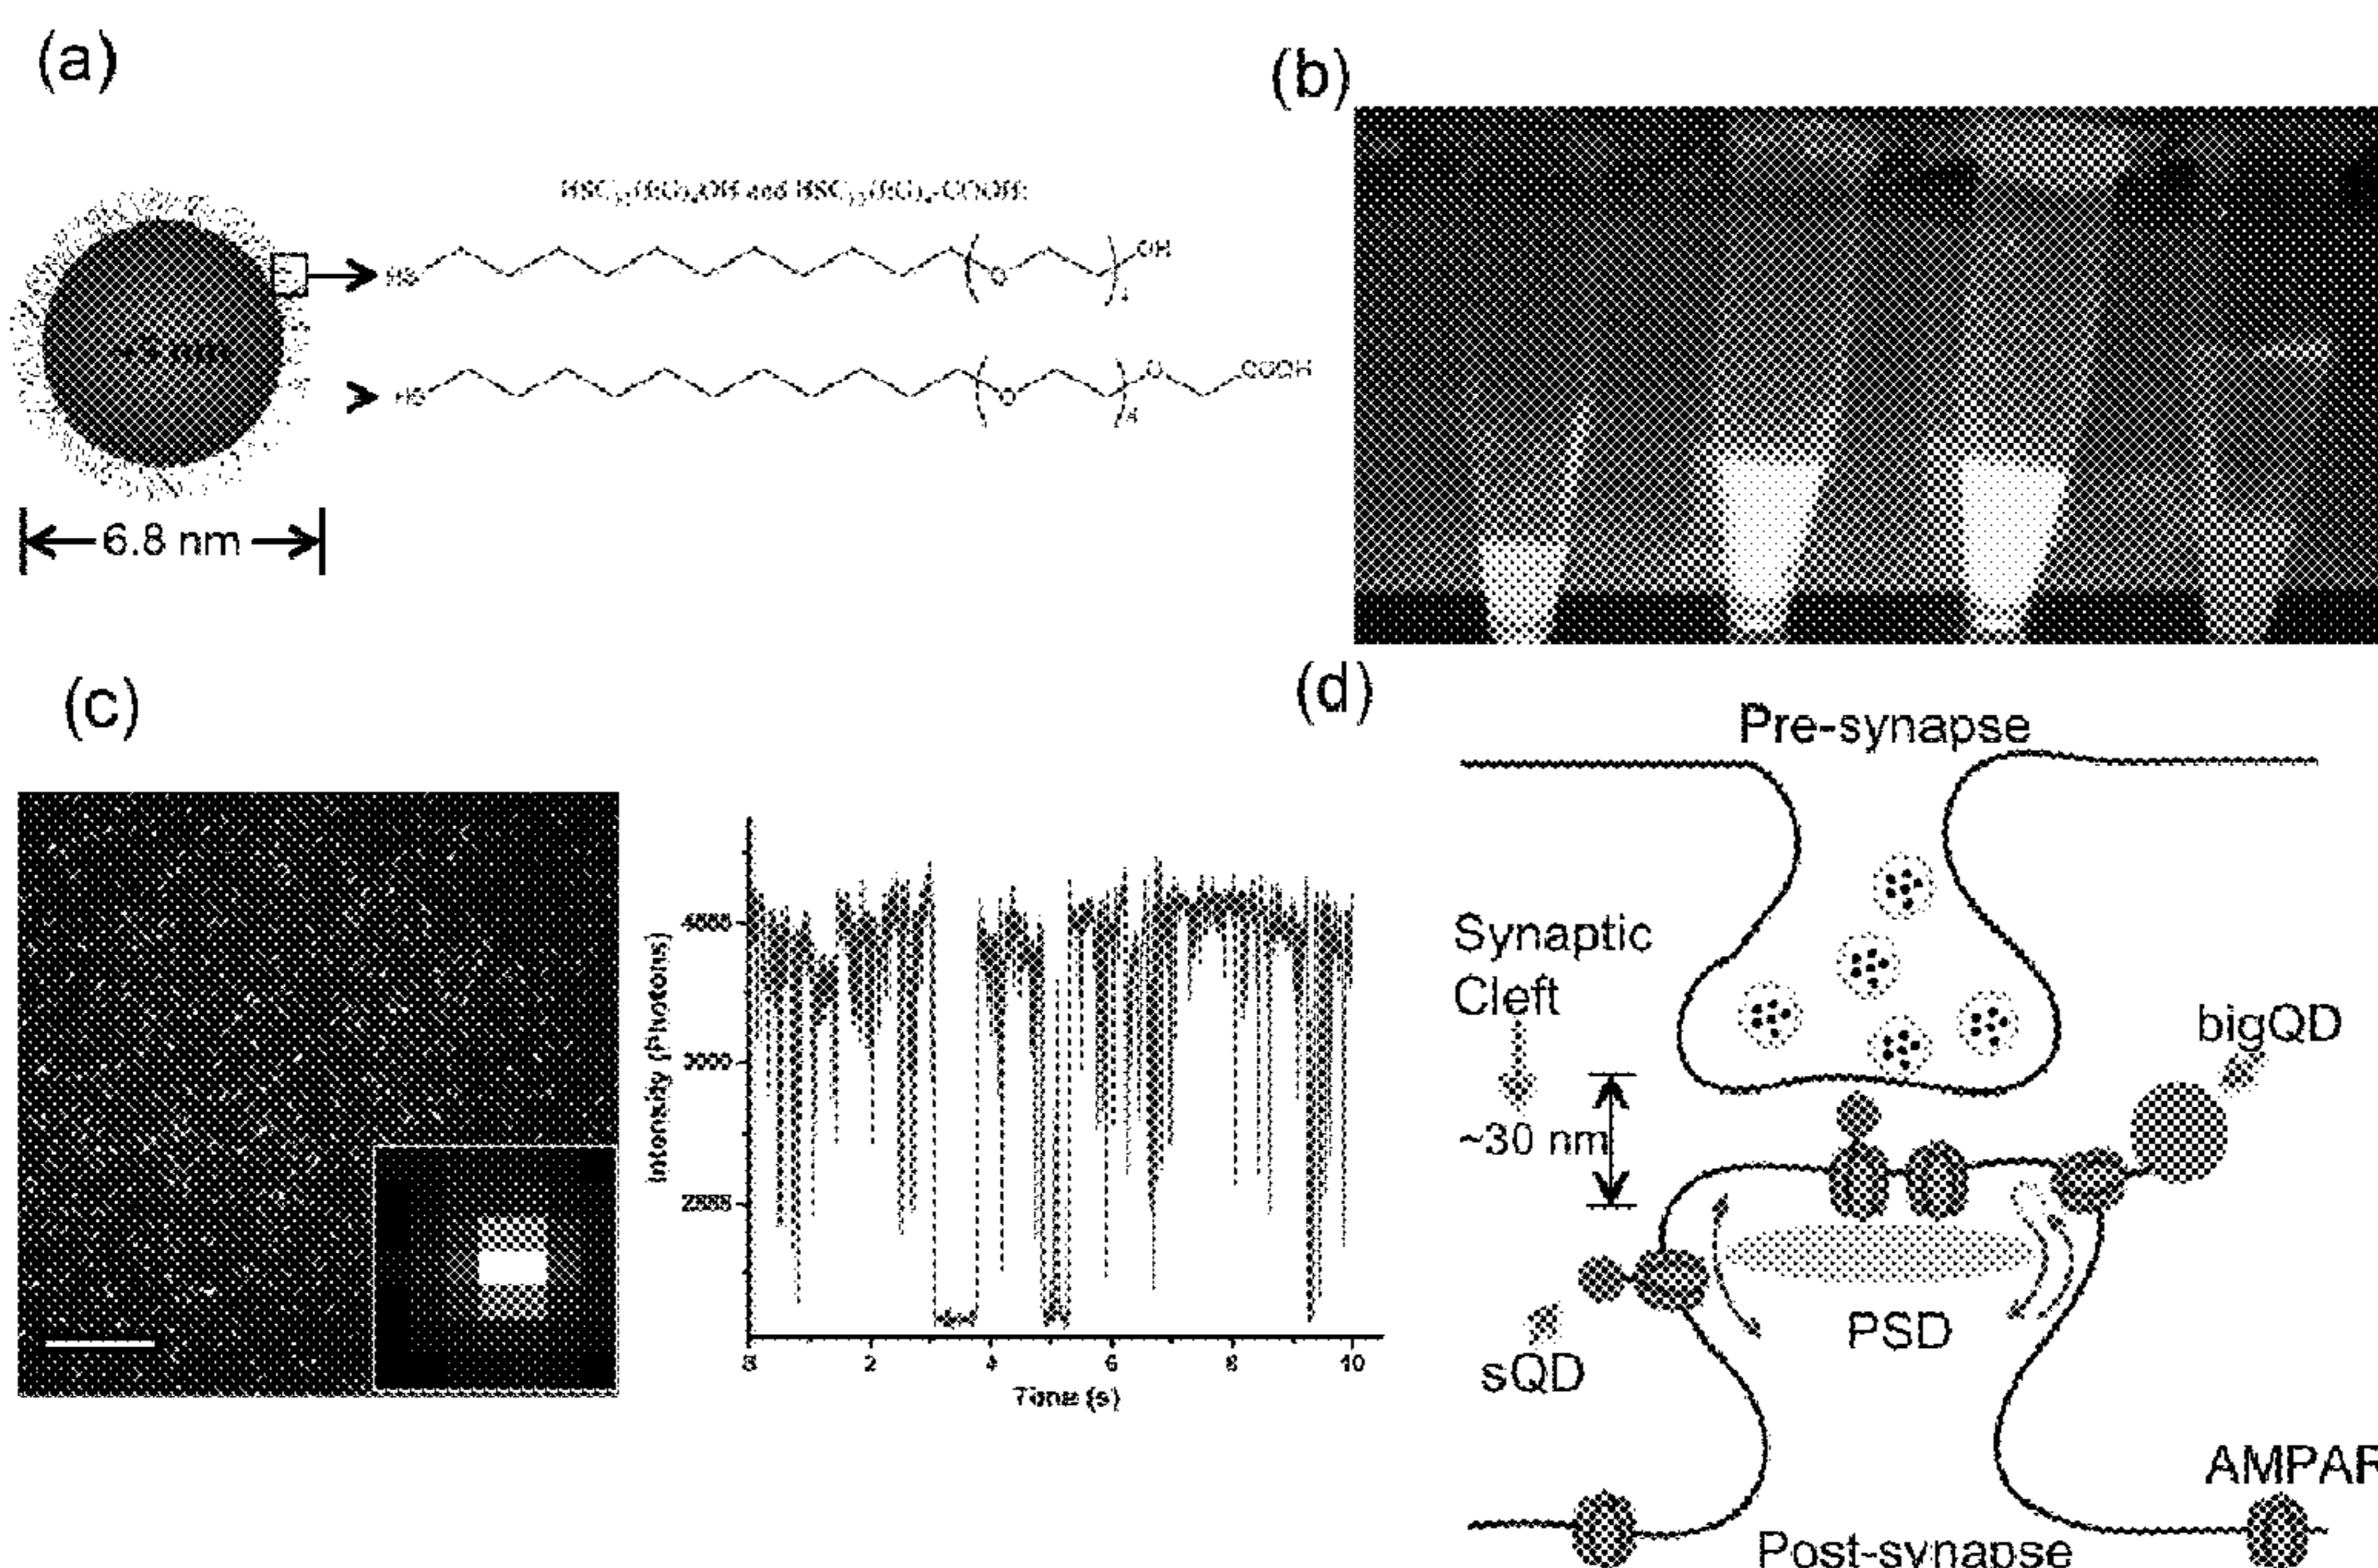 (a)
(b)
HS
O
OH
HS
O
4
O
COOH
6.8 nm
(c)
(d)
Pre-synapse
Intensity (Photons)
2
4
6
8
10
Time (s)
Synaptic
Cleft
~30 nm
bigQD
sQD
PSD
AMPAR
Post-synapse